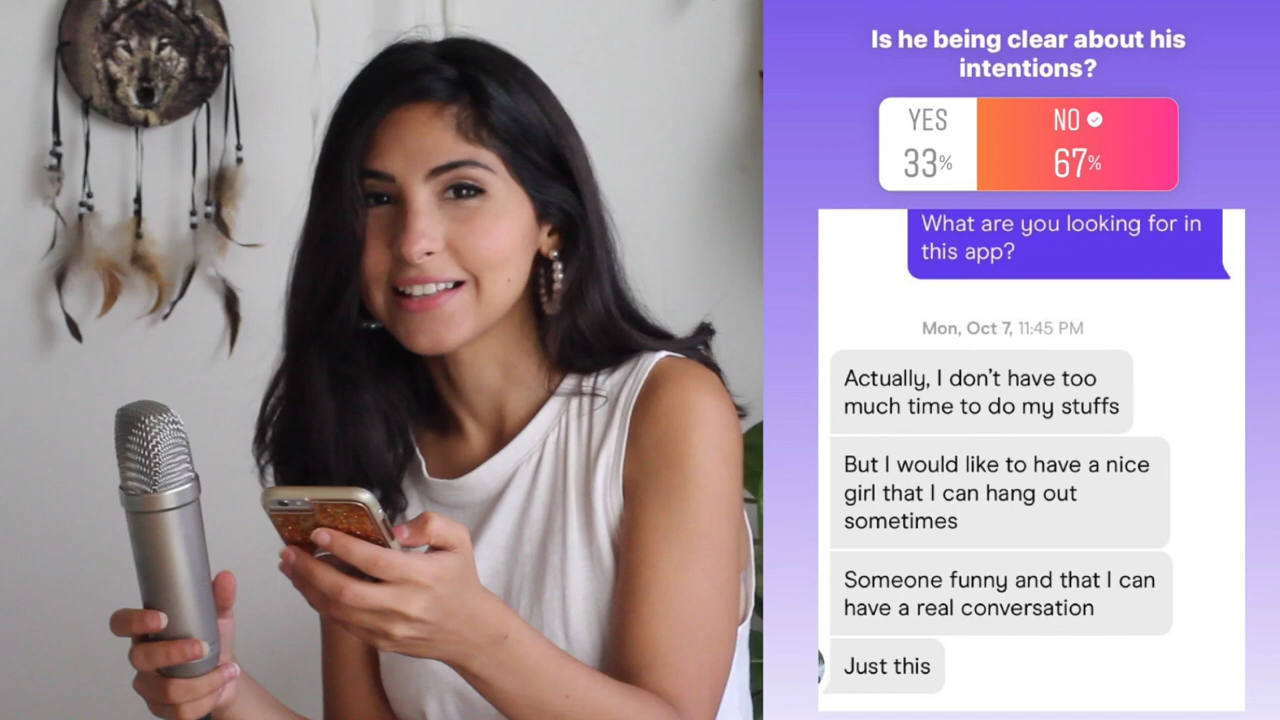 Is he being clear about his
intentions?
YES
33%
NO
67%
What are you looking for in
this app?
Mon, Oct 7, 11:45 PM
Actually, I don't have too
much time to do my stuffs
But I would like to have a nice
girl that I can hang out
sometimes
Someone funny and that I can
have a real conversation
Just this